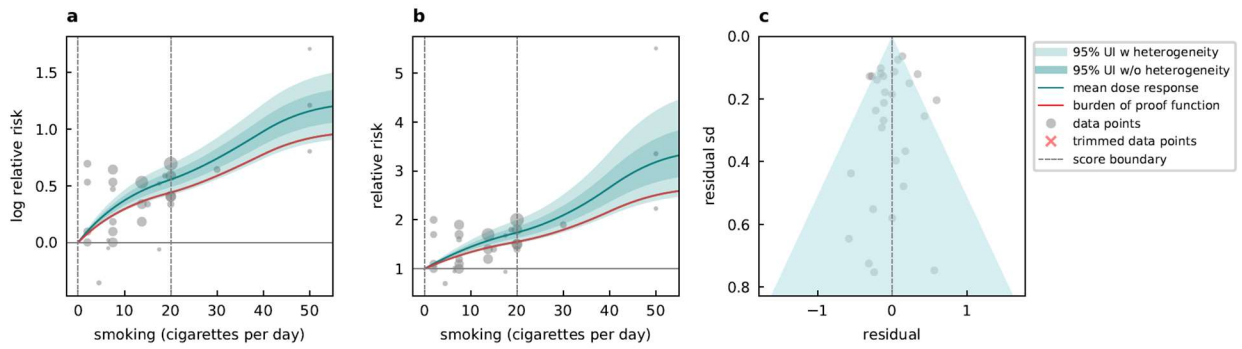 a
log relative risk
1.5
1.0
0.5
0.0
0 10 20 30 40 50
smoking (cigarettes per day)
b
relative risk
5
4
3
2
1
0 10 20 30 40 50
smoking (cigarettes per day)
c
residual sd
0.0
0.2
0.4
0.6
0.8
−1 0 1
residual
95% UI w heterogeneity
95% UI w/o heterogeneity
mean dose response
burden of proof function
data points
trimmed data points
score boundary